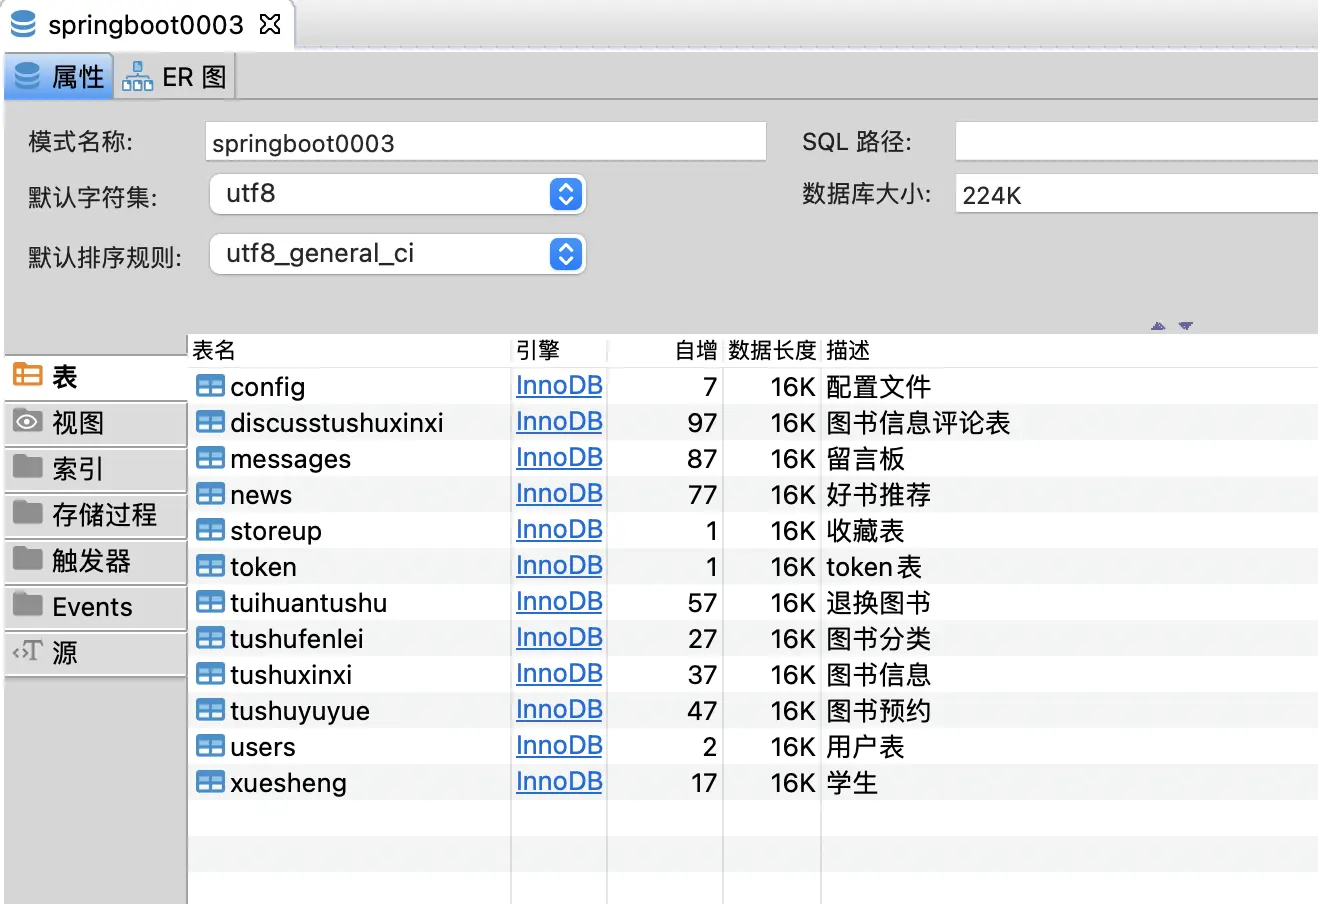 springboot0003
属性 ER 图
模式名称: springboot0003 SQL 路径:
默认字符集: utf8 数据库大小: 224K
默认排序规则: utf8_general_ci
表名 引擎 自增 数据长度 描述
表
视图
索引
存储过程
触发器
Events
源
config InnoDB 7 16K 配置文件
discusstushuxinxi InnoDB 97 16K 图书信息评论表
messages InnoDB 87 16K 留言板
news InnoDB 77 16K 好书推荐
storeup InnoDB 1 16K 收藏表
token InnoDB 1 16K token表
tuihuantushu InnoDB 57 16K 退换图书
tushufenlei InnoDB 27 16K 图书分类
tushuxinxi InnoDB 37 16K 图书信息
tushuyuyue InnoDB 47 16K 图书预约
users InnoDB 2 16K 用户表
xuesheng InnoDB 17 16K 学生